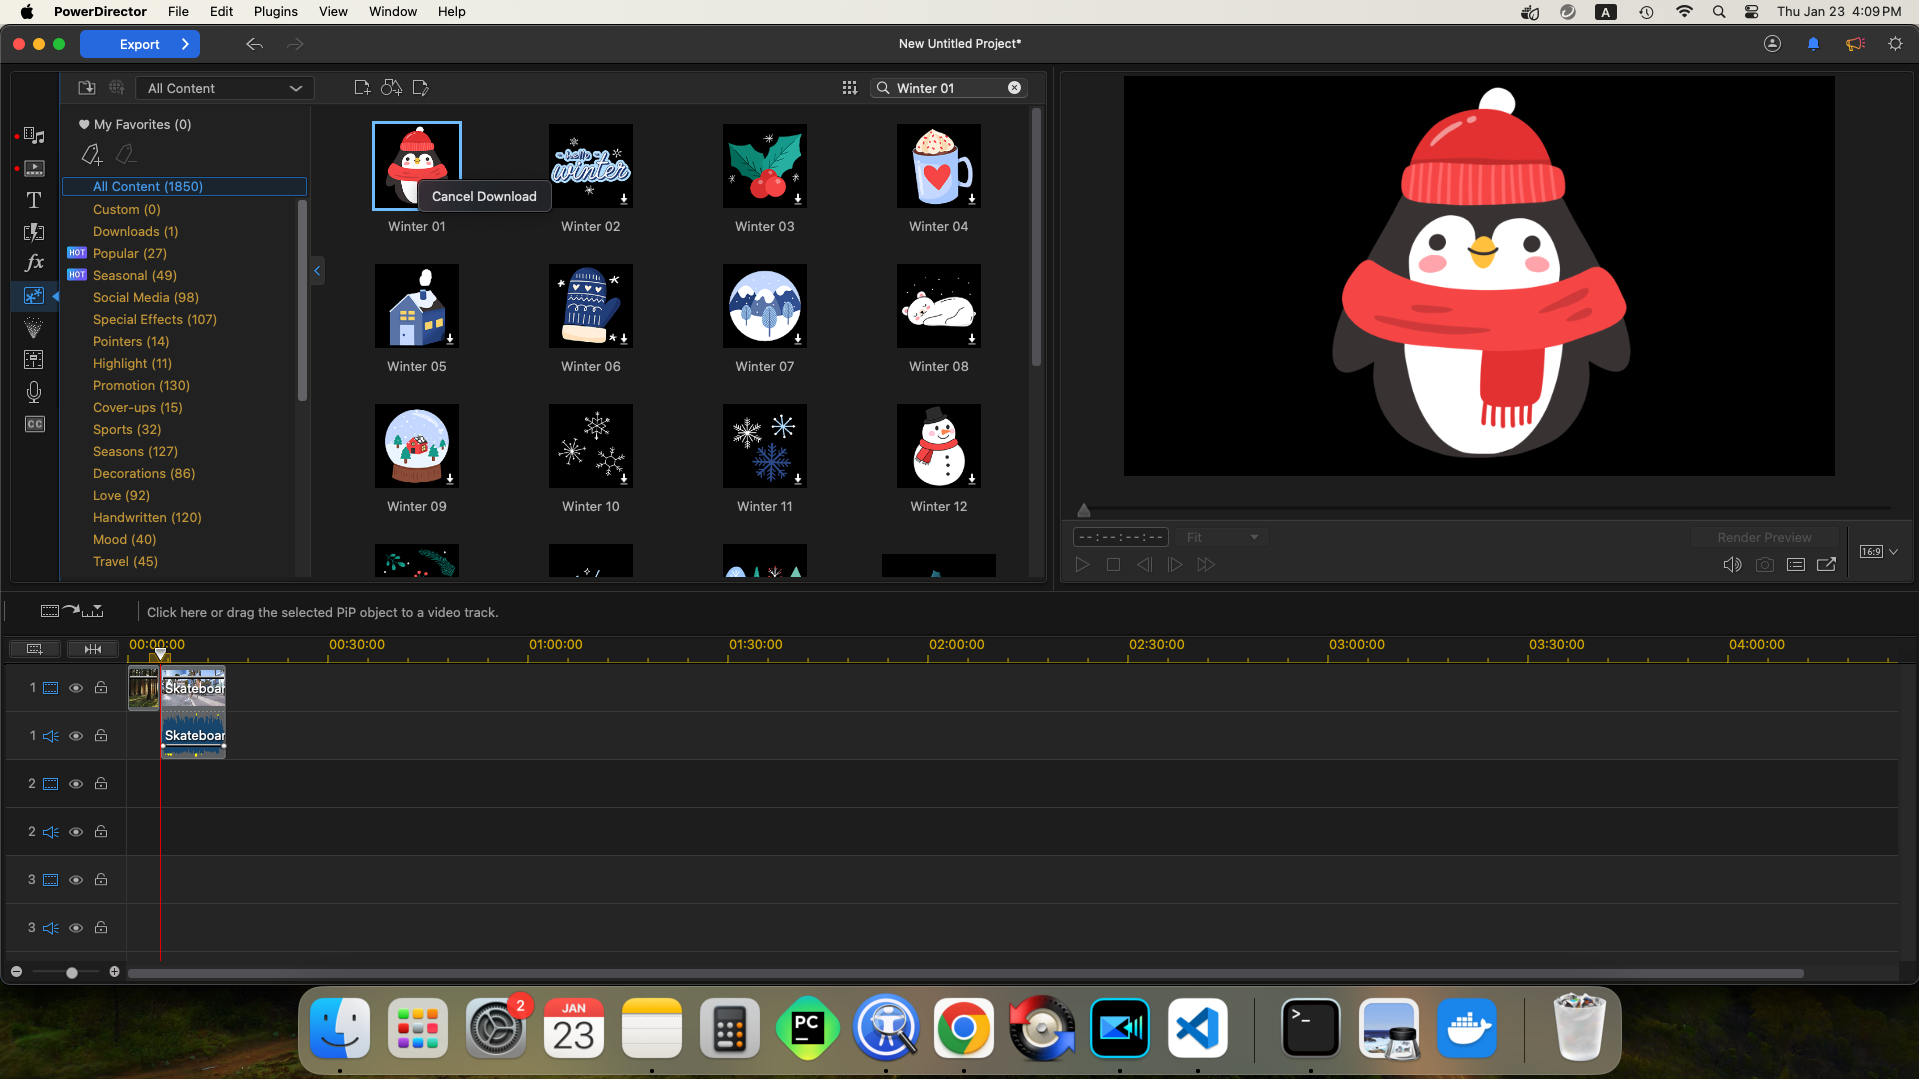 PowerDirector File Edit Plugins View Window Help
A
Thu Jan 23 4:09 PM
Export
New Untitled Project*
All Content
Winter 01
My Favorites (0)
All Content (1850)
Custom (0)
Downloads (1)
HOT Popular (27)
HOT Seasonal (49)
Social Media (98)
Special Effects (107)
Pointers (14)
Highlight (11)
Promotion (130)
Cover-ups (15)
Sports (32)
Seasons (127)
Decorations (86)
Love (92)
Handwritten (120)
Mood (40)
Travel (45)
T
fx
CC
Cancel Download
hello
winter
Winter 01
Winter 02
Winter 03
Winter 04
Winter 05
Winter 06
Winter 07
Winter 08
Winter 09
Winter 10
Winter 11
Winter 12
--:--:--:--
Fit
Render Preview
16:9
Click here or drag the selected PiP object to a video track.
00:00:00
00:30:00
01:00:00
01:30:00
02:00:00
02:30:00
03:00:00
03:30:00
04:00:00
1
Skateboar
1
Skateboar
2
2
3
3
2
JAN
23
PC
>_